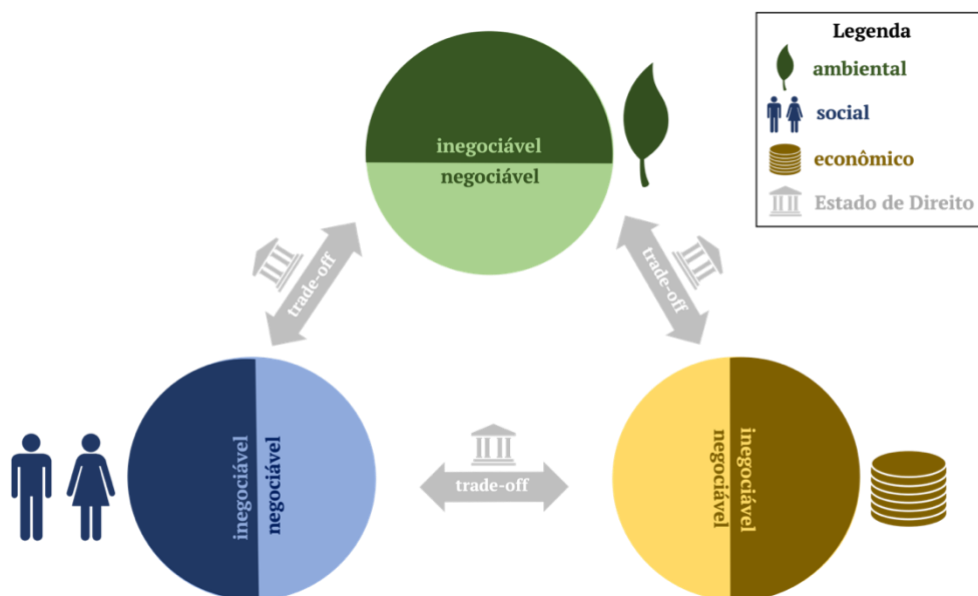 Legenda
ambiental
social
econômico
Estado de Direito
inegociável
negociável
trade-off
trade-off
inegociável
negociável
trade-off
negociável
inegociável